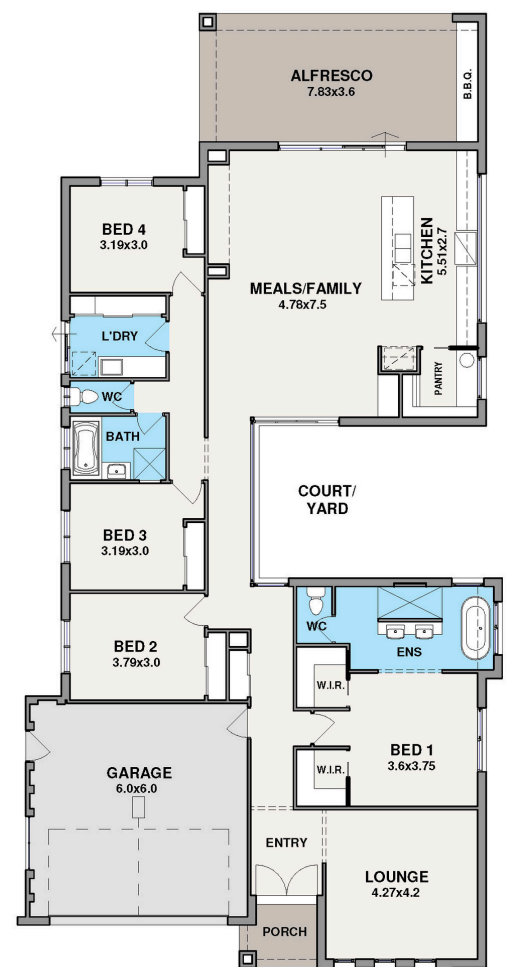 ALFRESCO
7.83x3.6
B.B.Q.
BED 4
3.19x3.0
KITCHEN
5.51x2.7
MEALS/FAMILY
4.78x7.5
L'DRY
PANTRY
WC
BATH
COURT/
YARD
BED 3
3.19x3.0
WC
BED 2
3.79x3.0
ENS
W.I.R.
BED 1
3.6x3.75
W.I.R.
GARAGE
6.0x6.0
ENTRY
LOUNGE
4.27x4.2
PORCH